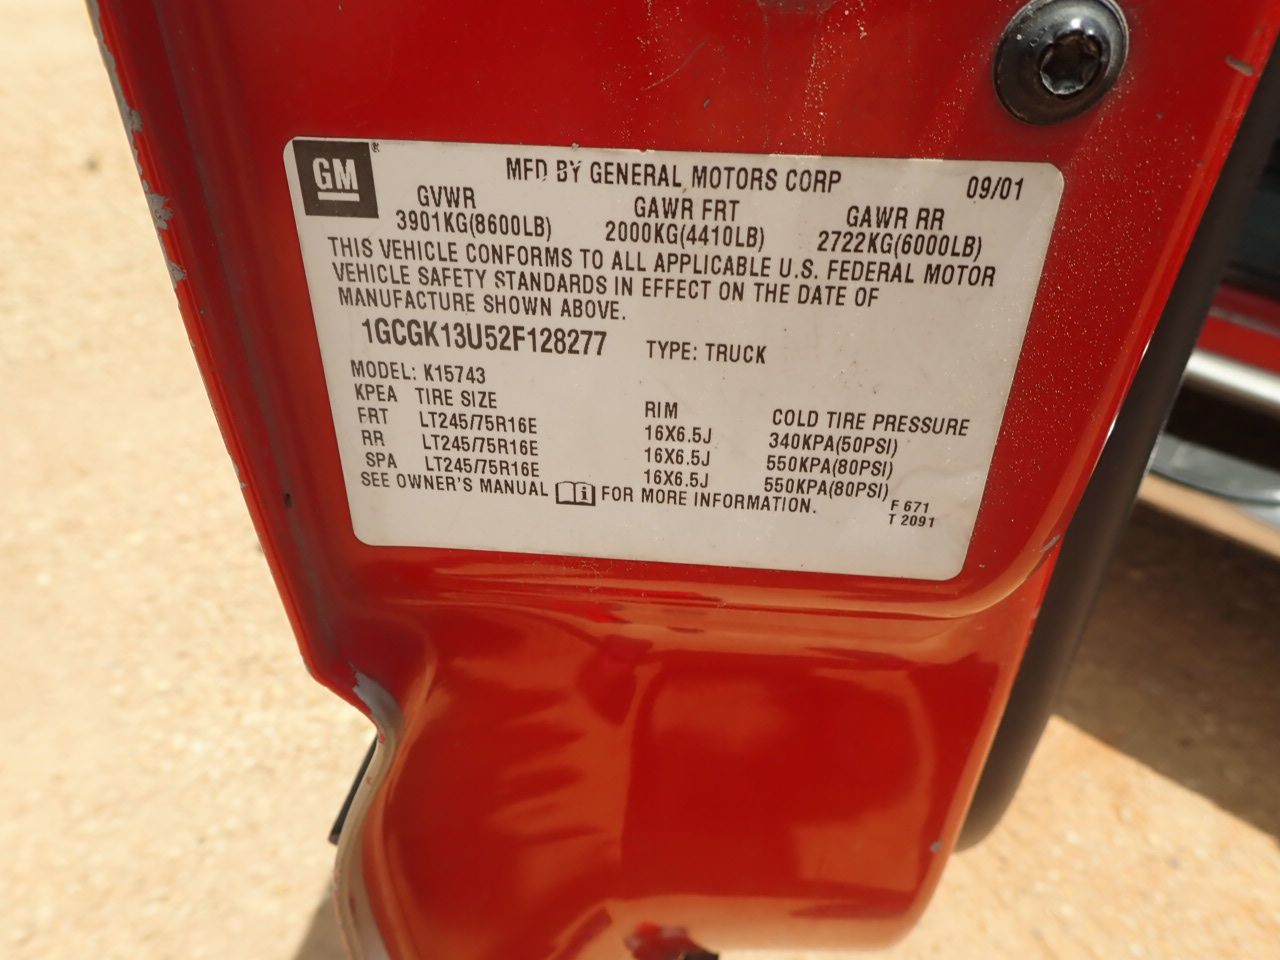 GM
MFD BY GENERAL MOTORS CORP 09/01
GVWR GAWR FRT GAWR RR
3901KG(8600LB) 2000KG(4410LB) 2722KG(6000LB)
THIS VEHICLE CONFORMS TO ALL APPLICABLE U.S. FEDERAL MOTOR
VEHICLE SAFETY STANDARDS IN EFFECT ON THE DATE OF
MANUFACTURE SHOWN ABOVE.
1GCGK13U52F128277 TYPE: TRUCK
MODEL: K15743
KPEA TIRE SIZE RIM COLD TIRE PRESSURE
FRT LT245/75R16E 16X6.5J 340KPA(50PSI)
RR LT245/75R16E 16X6.5J 550KPA(80PSI)
SPA LT245/75R16E 16X6.5J 550KPA(80PSI)
SEE OWNER'S MANUAL FOR MORE INFORMATION. F 671
T 2091